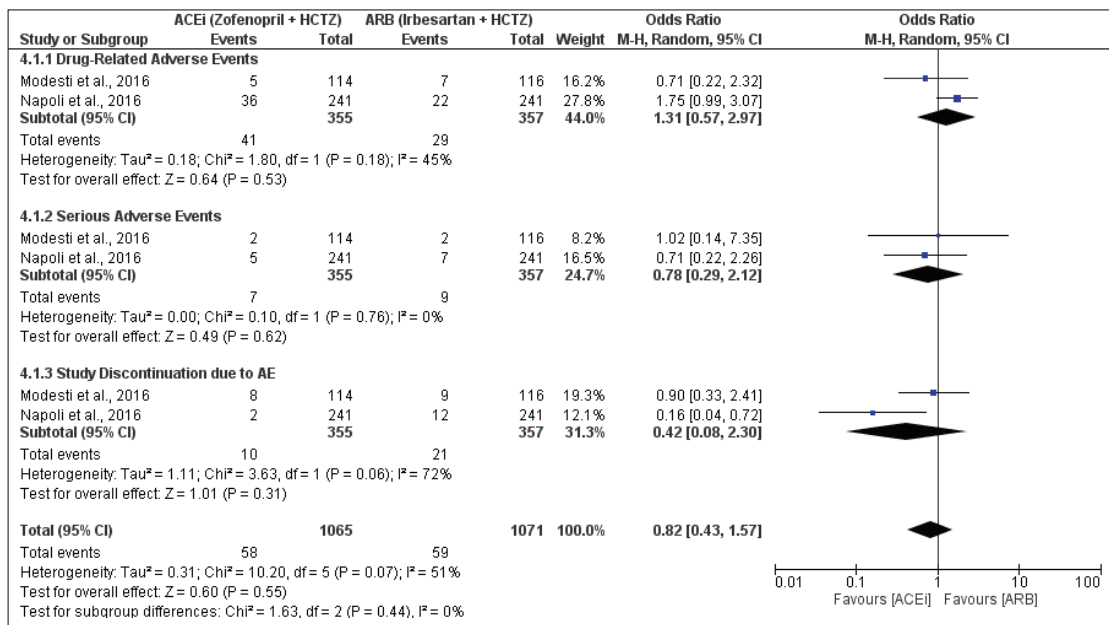 ACEi (Zofenopril + HCTZ) ARB (Irbesartan + HCTZ) Odds Ratio Odds Ratio
Study or Subgroup Events Total Events Total Weight M-H, Random, 95% CI M-H, Random, 95% CI
4.1.1 Drug-Related Adverse Events
Modesti et al., 2016 5 114 7 116 16.2% 0.71 [0.22, 2.32]
Napoli et al., 2016 36 241 22 241 27.8% 1.75 [0.99, 3.07]
Subtotal (95% CI) 355 357 44.0% 1.31 [0.57, 2.97]
Total events 41 29
Heterogeneity: Tau² = 0.18; Chi² = 1.80, df = 1 (P = 0.18); I² = 45%
Test for overall effect: Z = 0.64 (P = 0.53)
4.1.2 Serious Adverse Events
Modesti et al., 2016 2 114 2 116 8.2% 1.02 [0.14, 7.35]
Napoli et al., 2016 5 241 7 241 16.5% 0.71 [0.22, 2.26]
Subtotal (95% CI) 355 357 24.7% 0.78 [0.29, 2.12]
Total events 7 9
Heterogeneity: Tau² = 0.00; Chi² = 0.10, df = 1 (P = 0.76); I² = 0%
Test for overall effect: Z = 0.49 (P = 0.62)
4.1.3 Study Discontinuation due to AE
Modesti et al., 2016 8 114 9 116 19.3% 0.90 [0.33, 2.41]
Napoli et al., 2016 2 241 12 241 12.1% 0.16 [0.04, 0.72]
Subtotal (95% CI) 355 357 31.3% 0.42 [0.08, 2.30]
Total events 10 21
Heterogeneity: Tau² = 1.11; Chi² = 3.63, df = 1 (P = 0.06); I² = 72%
Test for overall effect: Z = 1.01 (P = 0.31)
Total (95% CI) 1065 1071 100.0% 0.82 [0.43, 1.57]
Total events 58 59
Heterogeneity: Tau² = 0.31; Chi² = 10.20, df = 5 (P = 0.07); I² = 51%
Test for overall effect: Z = 0.60 (P = 0.55)
Test for subgroup differences: Chi² = 1.63, df = 2 (P = 0.44), I² = 0%
0.01 0.1 1 10 100
Favours [ACEi] Favours [ARB]